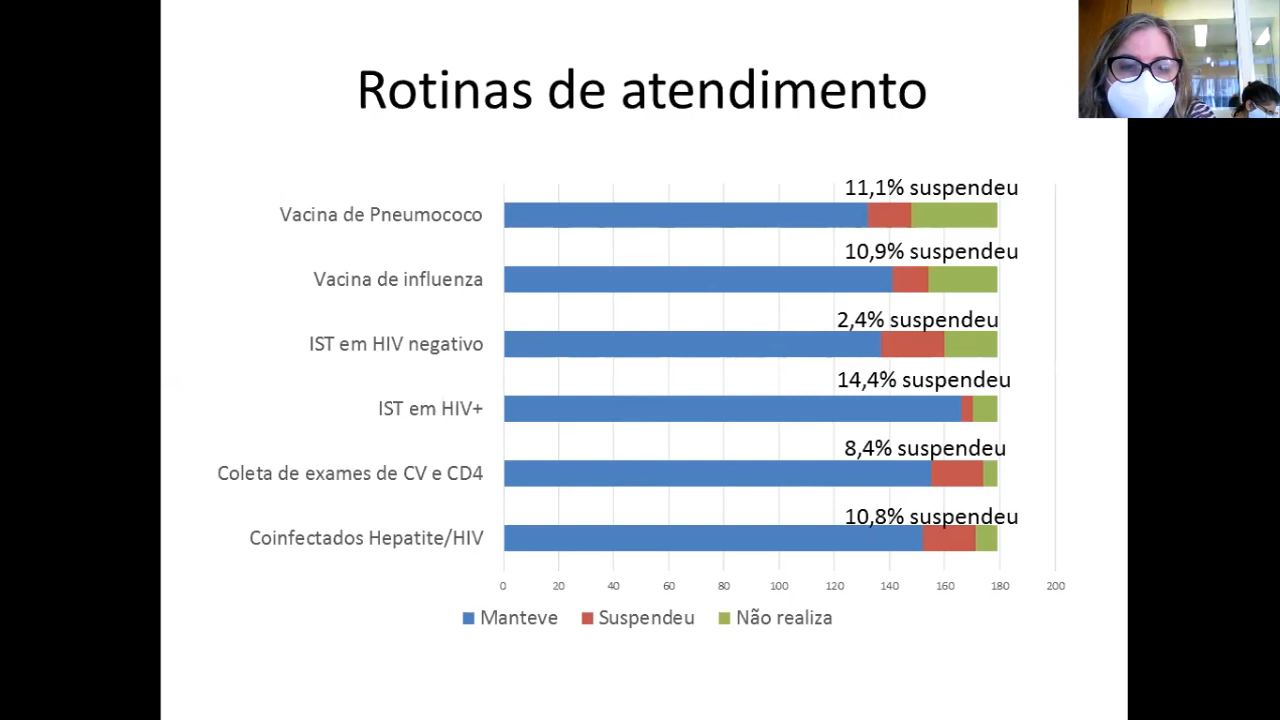 Rotinas de atendimento
11,1% suspendeu
Vacina de Pneumococo
10,9% suspendeu
Vacina de influenza
2,4% suspendeu
IST em HIV negativo
14,4% suspendeu
IST em HIV+
8,4% suspendeu
Coleta de exames de CV e CD4
10,8% suspendeu
Coinfectados Hepatite/HIV
0 20 40 60 80 100 120 140 160 180 200
Manteve Suspendeu Não realiza